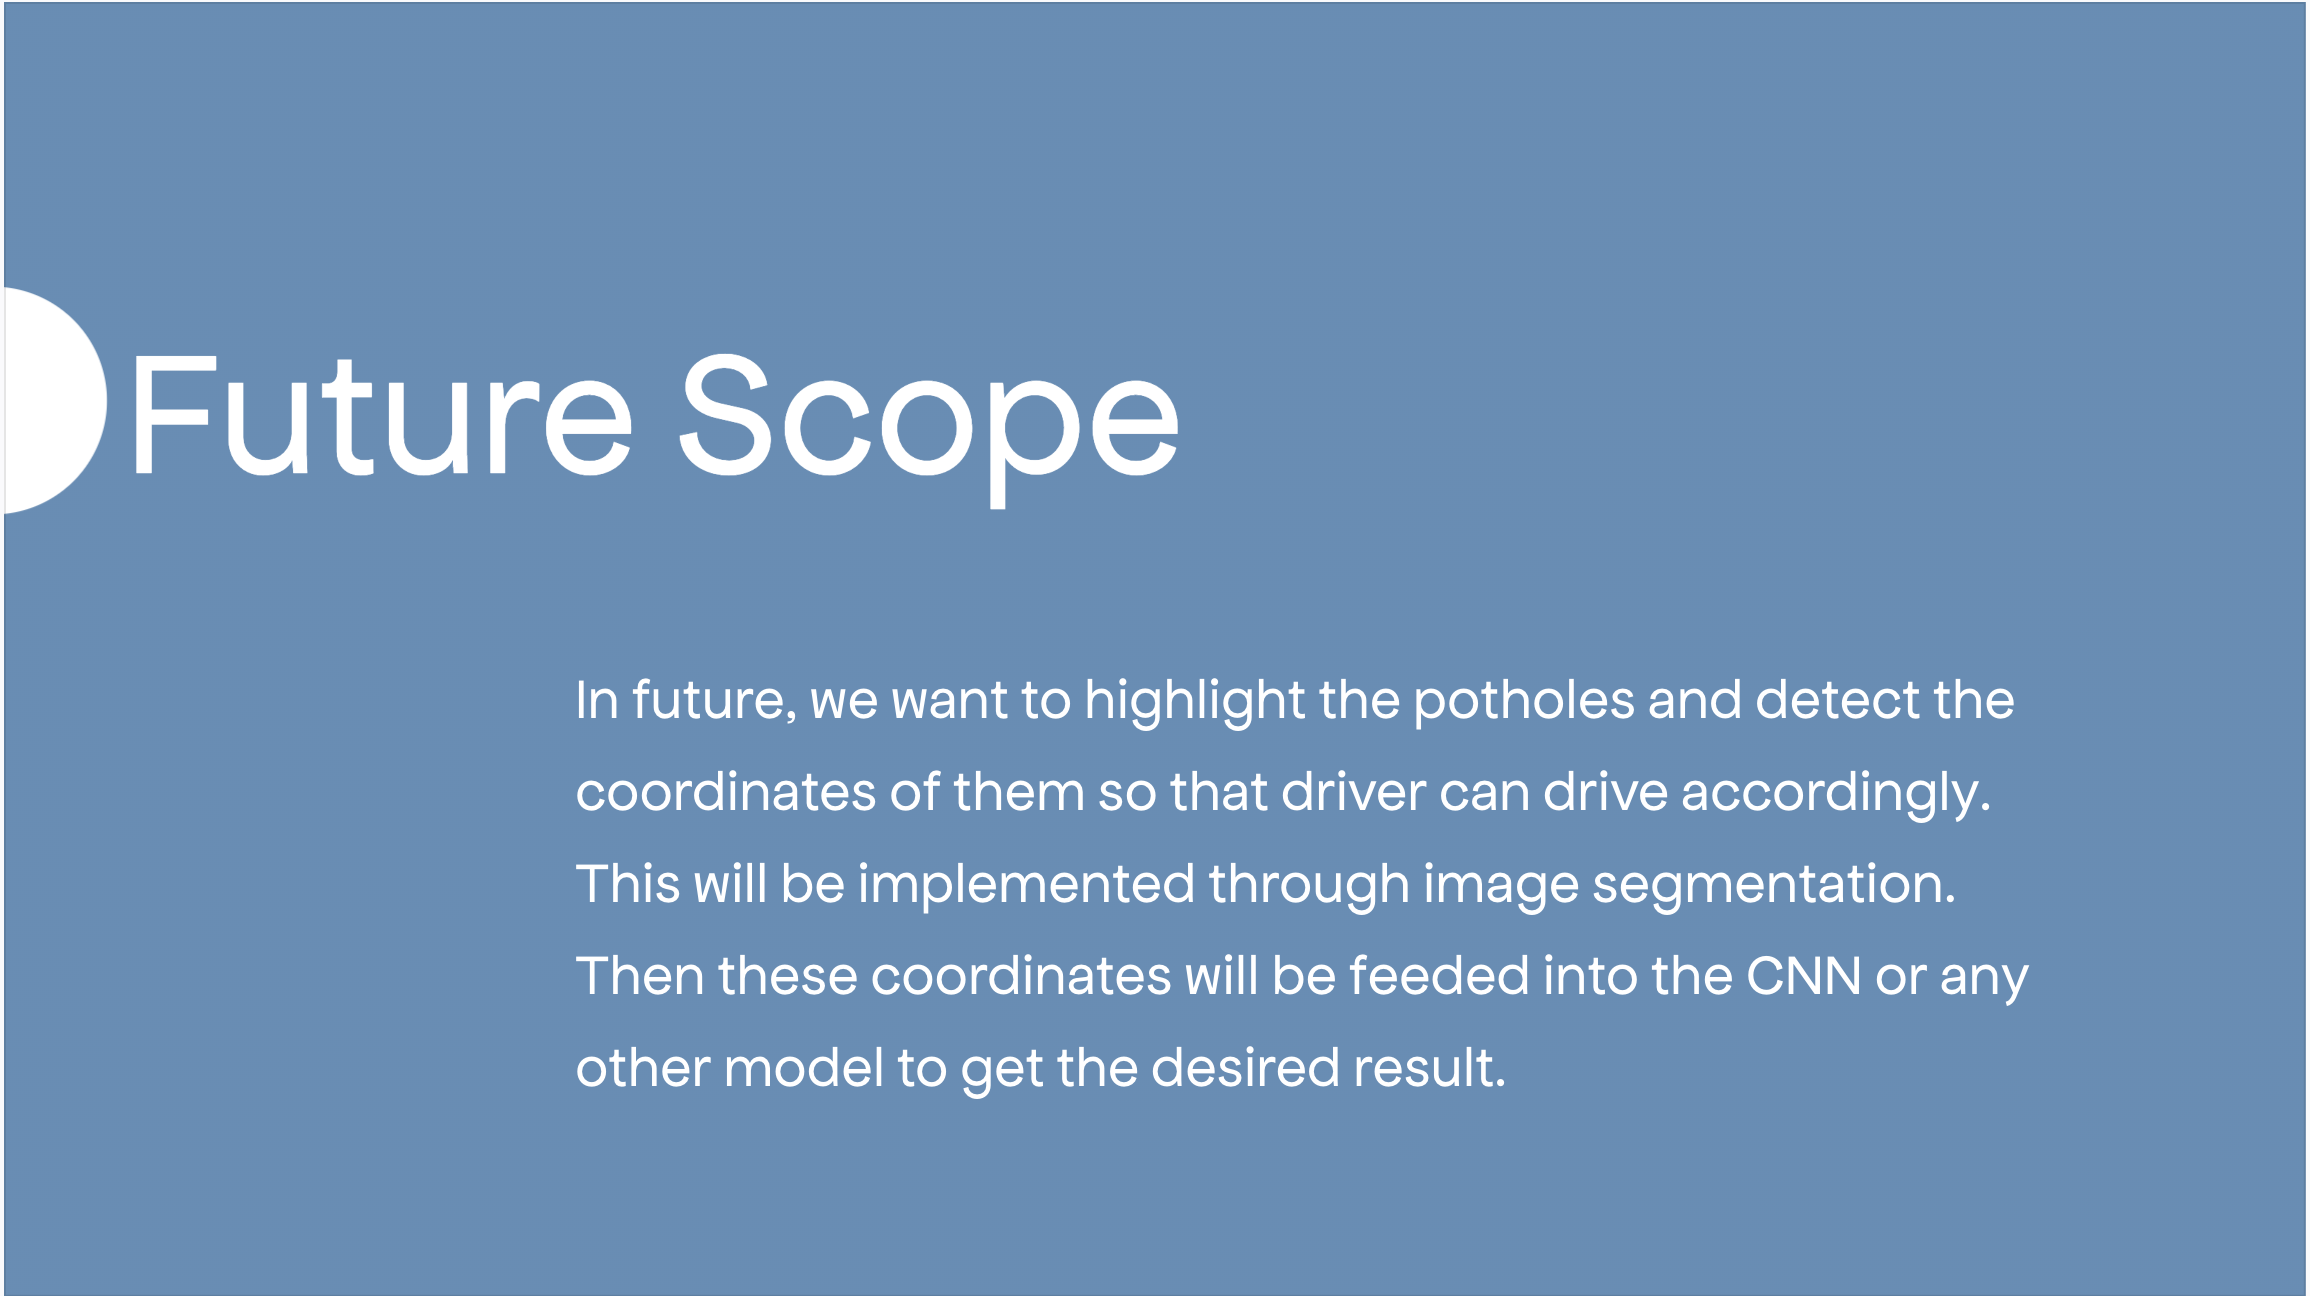 Future Scope
In future, we want to highlight the potholes and detect the
coordinates of them so that driver can drive accordingly.
This will be implemented through image segmentation.
Then these coordinates will be feeded into the CNN or any
other model to get the desired result.